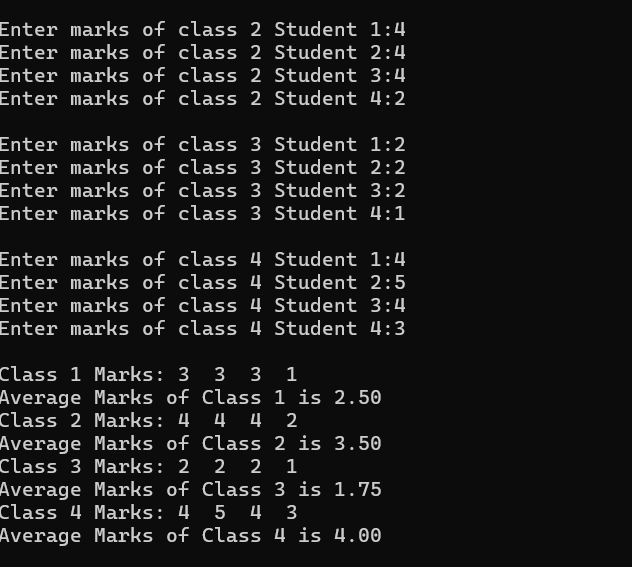 Enter marks of class 2 Student 1:4
Enter marks of class 2 Student 2:4
Enter marks of class 2 Student 3:4
Enter marks of class 2 Student 4:2
Enter marks of class 3 Student 1:2
Enter marks of class 3 Student 2:2
Enter marks of class 3 Student 3:2
Enter marks of class 3 Student 4:1
Enter marks of class 4 Student 1:4
Enter marks of class 4 Student 2:5
Enter marks of class 4 Student 3:4
Enter marks of class 4 Student 4:3
Class 1 Marks: 3  3  3  1
Average Marks of Class 1 is 2.50
Class 2 Marks: 4  4  4  2
Average Marks of Class 2 is 3.50
Class 3 Marks: 2  2  2  1
Average Marks of Class 3 is 1.75
Class 4 Marks: 4  5  4  3
Average Marks of Class 4 is 4.00